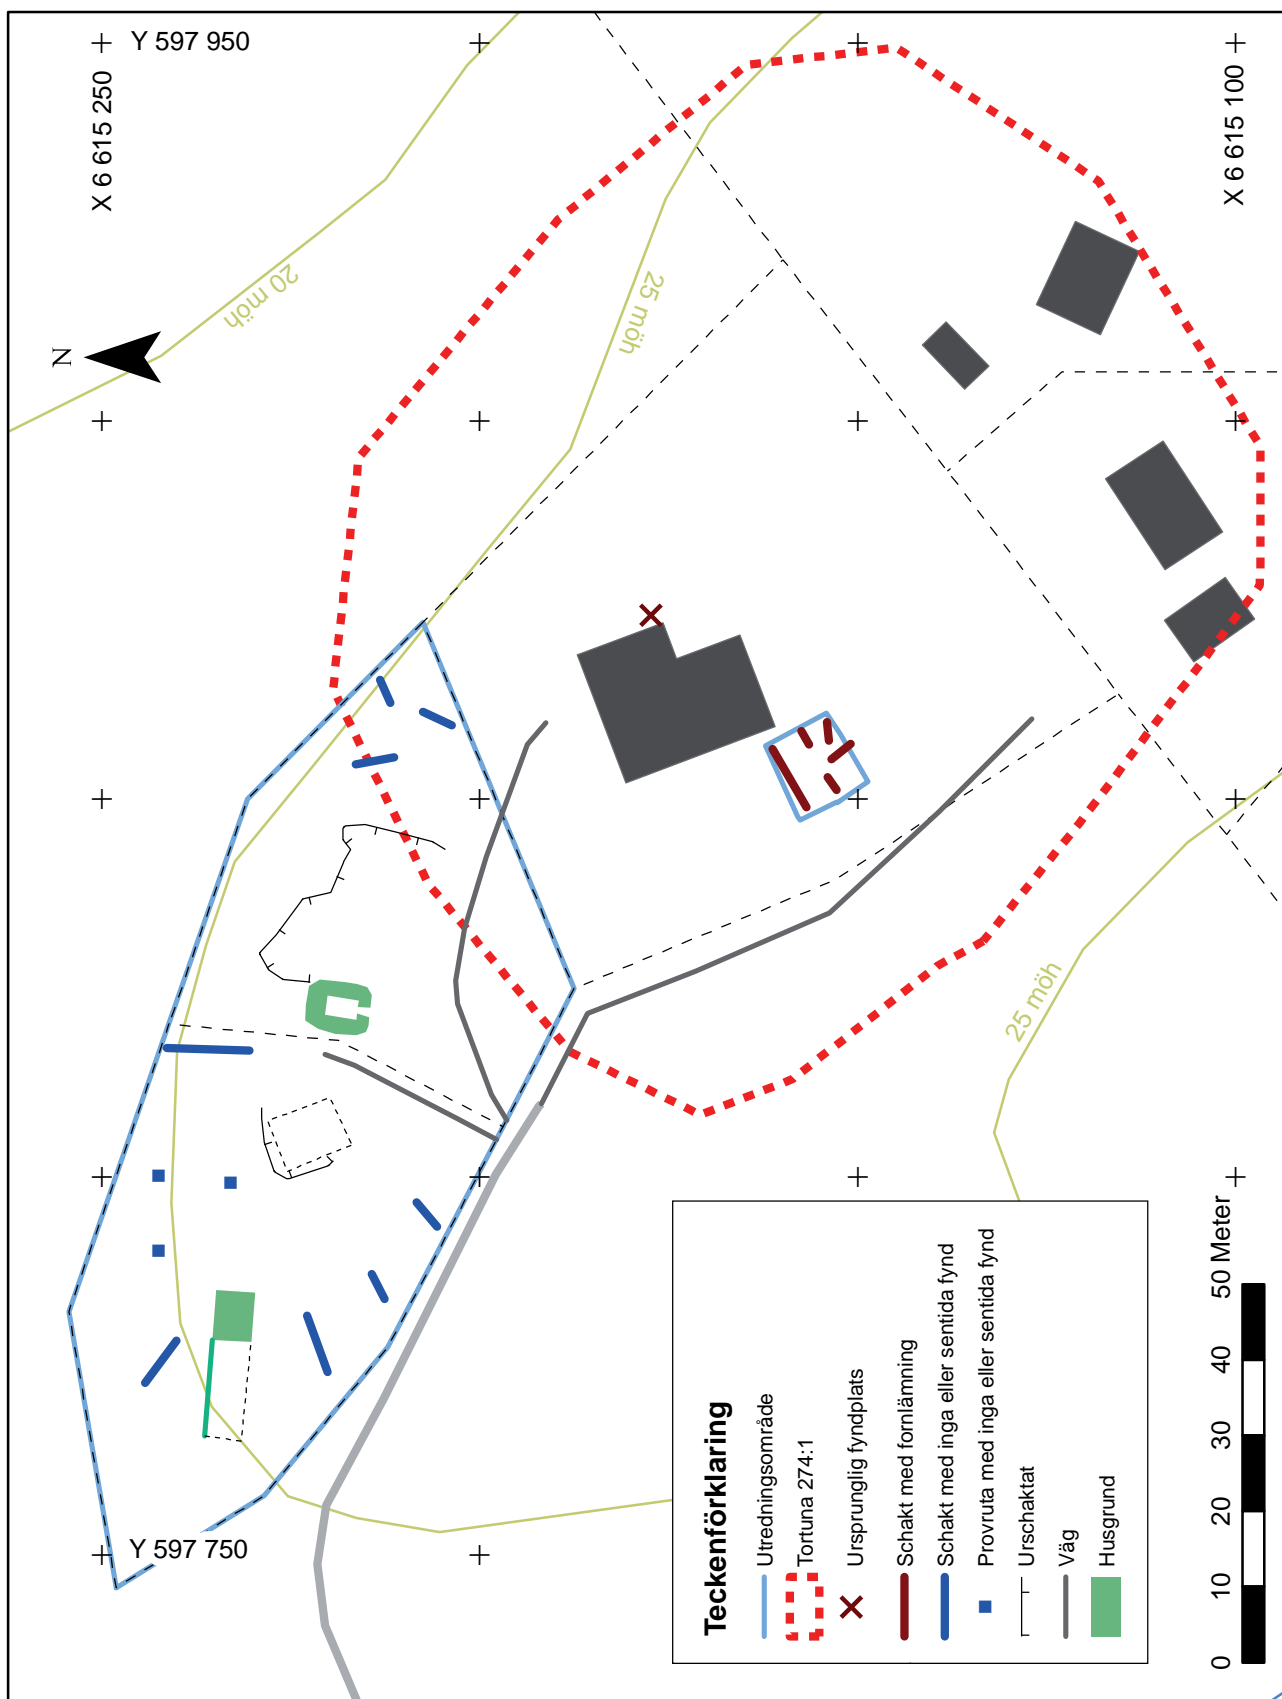 Y 597 950
X 6 615 250
X 6 615 100
N
20 möh
25 möh
25 möh
Y 597 750
Teckenförklaring
Utredningsområde
Tortuna 274:1
Ursprunglig fyndplats
Schakt med fornlämning
Schakt med inga eller sentida fynd
Provruta med inga eller sentida fynd
Urschaktat
Väg
Husgrund
0 10 20 30 40 50 Meter